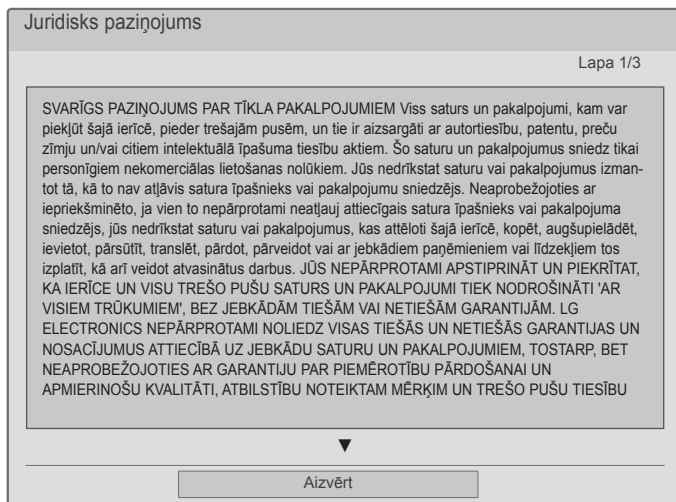 Juridisks paziņojums
Lapa 1/3
SVARĪGS PAZIŅOJUMS PAR TĪKLA PAKALPOJUMIEM Viss saturs un pakalpojumi, kam var
piekļūt šajā ierīcē, pieder trešajām pusēm, un tie ir aizsargāti ar autortiesību, patentu, preču
zīmju un/vai citiem intelektuālā īpašuma tiesību aktiem. Šo saturu un pakalpojumus sniedz tikai
personīgiem nekomerciālas lietošanas nolūkiem. Jūs nedrīkstat saturu vai pakalpojumus izman-
tot tā, kā to nav atļāvis satura īpašnieks vai pakalpojumu sniedzējs. Neaprobežojoties ar
iepriekšminēto, ja vien to nepārprotami neatļauj attiecīgais satura īpašnieks vai pakalpojuma
sniedzējs, jūs nedrīkstat saturu vai pakalpojumus, kas attēloti šajā ierīcē, kopēt, augšupielādēt,
ievietot, pārsūtīt, translēt, pārdot, pārveidot vai ar jebkādiem paņēmieniem vai līdzekļiem tos
izplatīt, kā arī veidot atvasinātus darbus. JŪS NEPĀRPROTAMI APSTIPRINĀT UN PIEKRĪTAT,
KA IERĪCE UN VISU TREŠO PUŠU SATURS UN PAKALPOJUMI TIEK NODROŠINĀTI 'AR
VISIEM TRŪKUMIEM', BEZ JEBKĀDĀM TIEŠĀM VAI NETIEŠĀM GARANTIJĀM. LG
ELECTRONICS NEPĀRPROTAMI NOLIEDZ VISAS TIEŠĀS UN NETIEŠĀS GARANTIJAS UN
NOSACĪJUMUS ATTIECĪBĀ UZ JEBKĀDU SATURU UN PAKALPOJUMIEM, TOSTARP, BET
NEAPROBEŽOJOTIES AR GARANTIJU PAR PIEMĒROTĪBU PĀRDOŠANAI UN
APMIERINOŠU KVALITĀTI, ATBILSTĪBU NOTEIKTAM MĒRĶIM UN TREŠO PUŠU TIESĪBU
▼
Aizvērt